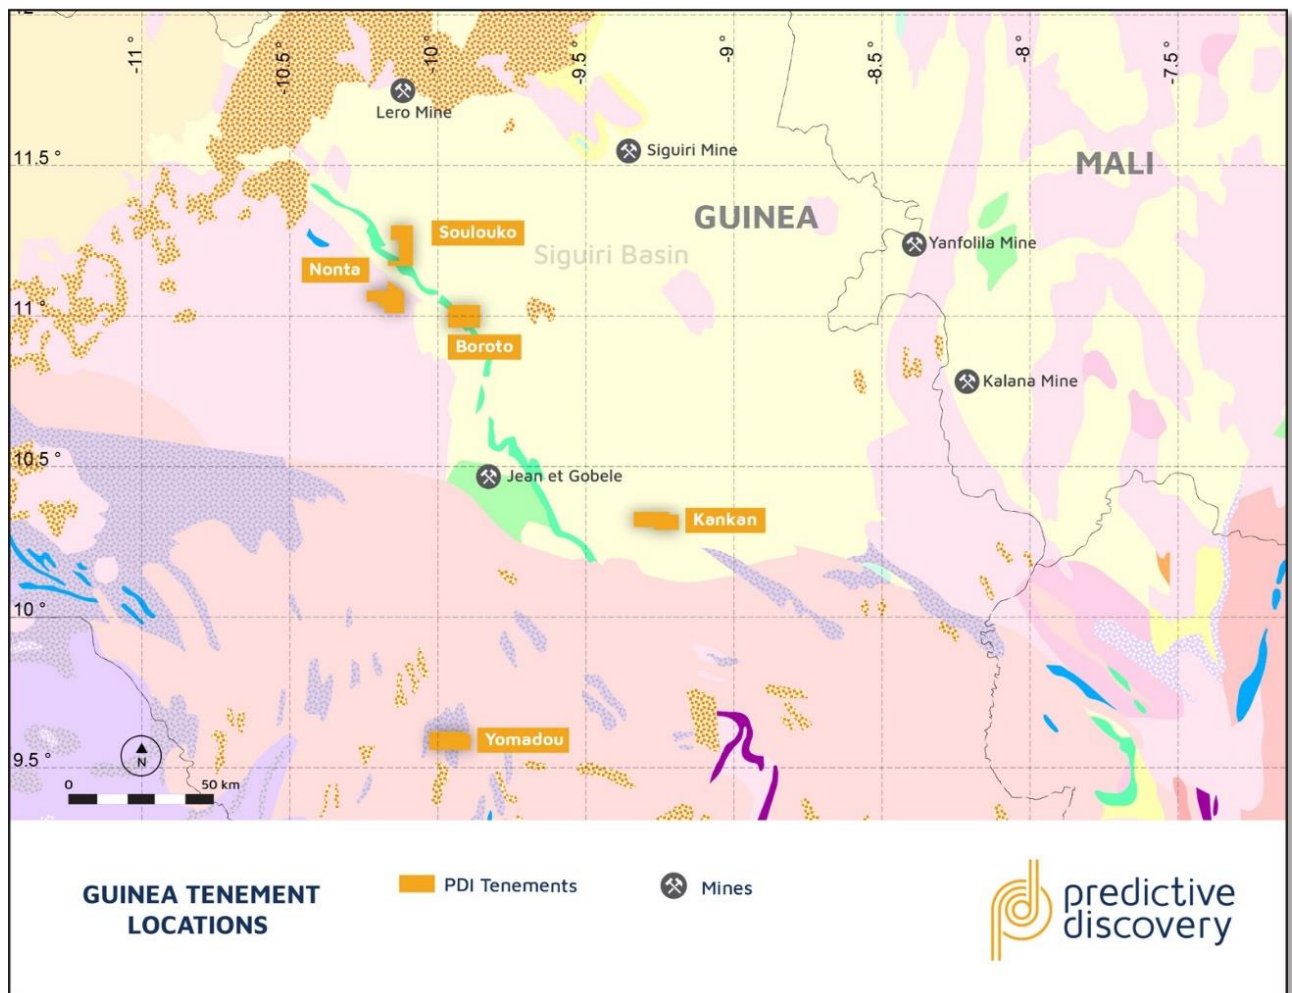 -11 °
-10.5 °
-10 °
-9.5 °
-9 °
-8.5 °
-8 °
-7.5 °
Lero Mine
Siguiri Mine
11.5 °
MALI
GUINEA
Soulouko
Yanfolila Mine
Siguiri Basin
Nonta
11 °
Boroto
Kalana Mine
10.5 °
Jean et Gobele
Kankan
10 °
Yomadou
N
9.5 °
0 50 km
GUINEA TENEMENT
LOCATIONS
PDI Tenements
Mines
predictive
discovery